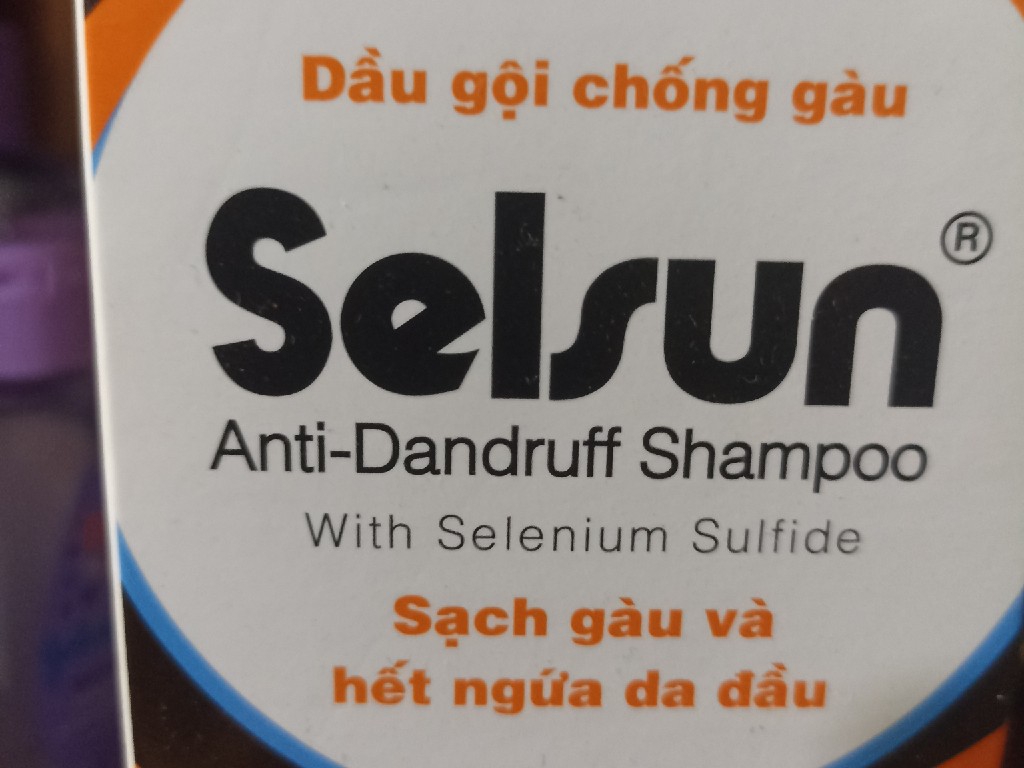 Dầu gội chống gàu
Selsun®
Anti-Dandruff Shampoo
With Selenium Sulfide
Sạch gàu và
hết ngứa da đầu